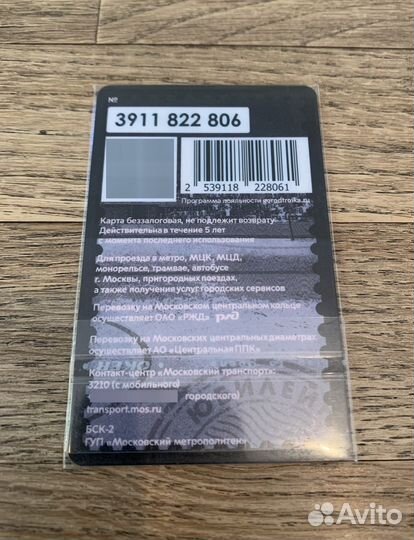 №
3911 822 806
2 539118 228061
Программа лояльности gorodtroika.ru
Карта беззалоговая, не подлежит возврату
Действительна в течение 5 лет
с момента последнего использования
Для проезда в метро, МЦК, МЦД,
монорельсе, трамвае, автобусе
г. Москвы, пригородных поездах,
а также получения услуг городских сервисов
Перевозку на Московском центральном кольце
осуществляет ОАО «РЖД» РЖД
Перевозку на Московских центральных диаметрах
осуществляет АО «Центральная ППК»
Контакт-центр «Московский транспорт»
3210 (с мобильного)
городского)
transport.mos.ru
БСК-2
ГУП «Московский метрополитен»
Avito